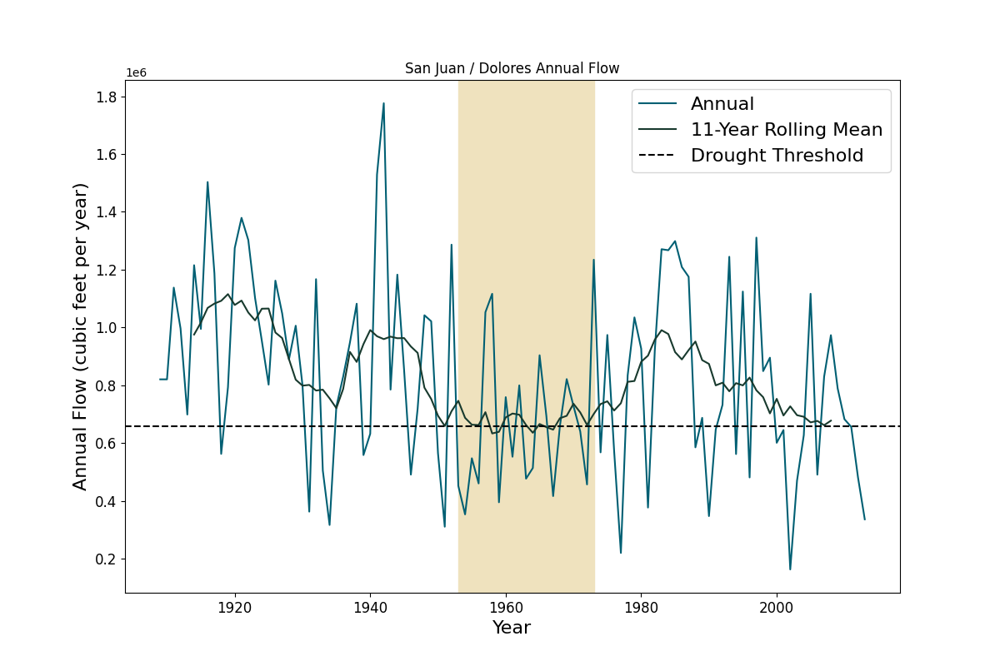 San Juan / Dolores Annual Flow
1e6
1.8
1.6
1.4
1.2
1.0
0.8
0.6
0.4
0.2
Annual Flow (cubic feet per year)
Annual
11-Year Rolling Mean
Drought Threshold
1920 1940 1960 1980 2000
Year